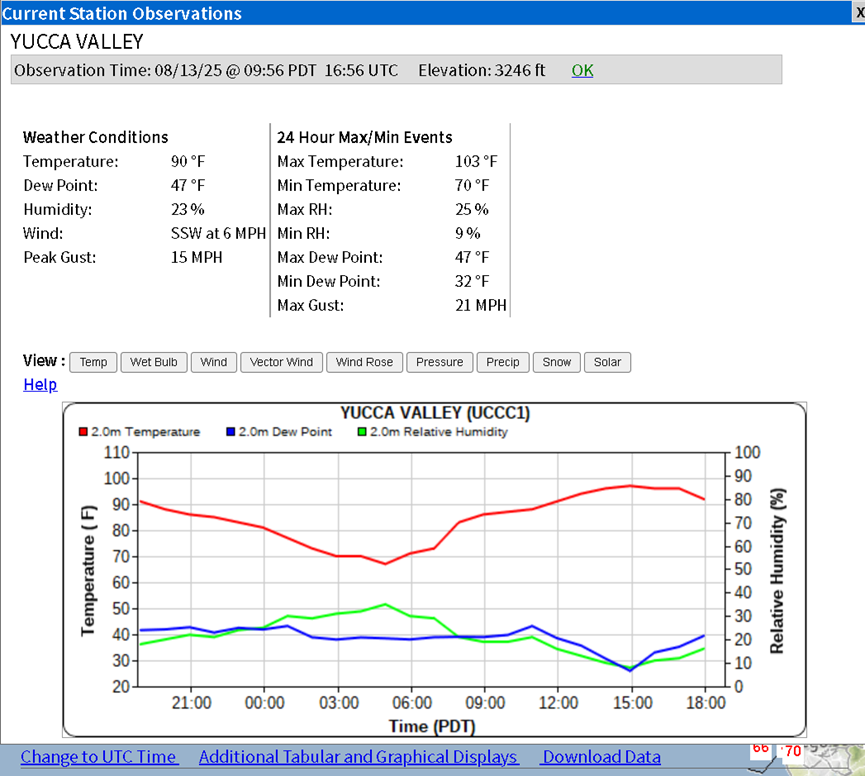 Current Station Observations
X
YUCCA VALLEY
Observation Time: 08/13/25 @ 09:56 PDT 16:56 UTC Elevation: 3246 ft OK
Weather Conditions
Temperature: 90 °F
Dew Point: 47 °F
Humidity: 23 %
Wind: SSW at 6 MPH
Peak Gust: 15 MPH
24 Hour Max/Min Events
Max Temperature: 103 °F
Min Temperature: 70 °F
Max RH: 25 %
Min RH: 9 %
Max Dew Point: 47 °F
Min Dew Point: 32 °F
Max Gust: 21 MPH
View : Temp Wet Bulb Wind Vector Wind Wind Rose Pressure Precip Snow Solar
Help
YUCCA VALLEY (UCCC1)
2.0m Temperature 2.0m Dew Point 2.0m Relative Humidity
Temperature ( F)
110
100
90
80
70
60
50
40
30
20
100
90
80
70
60
50
40
30
20
10
0
Relative Humidity (%)
21:00 00:00 03:00 06:00 09:00 12:00 15:00 18:00
Time (PDT)
Change to UTC Time Additional Tabular and Graphical Displays Download Data
66 70